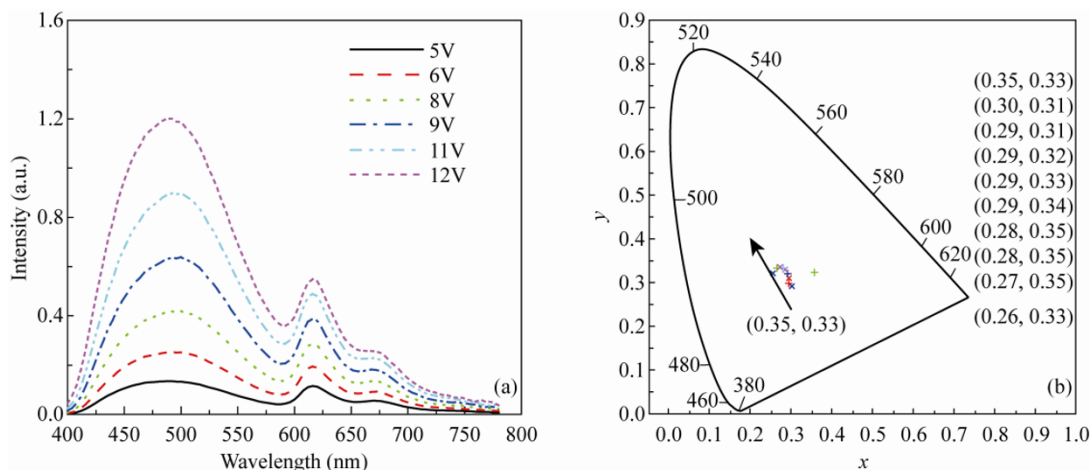 1.6
1.2
0.8
0.4
0.0
Intensity (a.u.)
5V
6V
8V
9V
11V
12V
(a)
400 450 500 550 600 650 700 750 800
Wavelength (nm)
0.9
0.8
0.7
0.6
0.5
0.4
0.3
0.2
0.1
0.0
y
520
540
560
580
600
620
500
480
460
380
(0.35, 0.33)
(0.35, 0.33)
(0.30, 0.31)
(0.29, 0.31)
(0.29, 0.32)
(0.29, 0.33)
(0.29, 0.34)
(0.28, 0.35)
(0.28, 0.35)
(0.27, 0.35)
(0.26, 0.33)
(b)
0.0 0.1 0.2 0.3 0.4 0.5 0.6 0.7 0.8 0.9 1.0
x